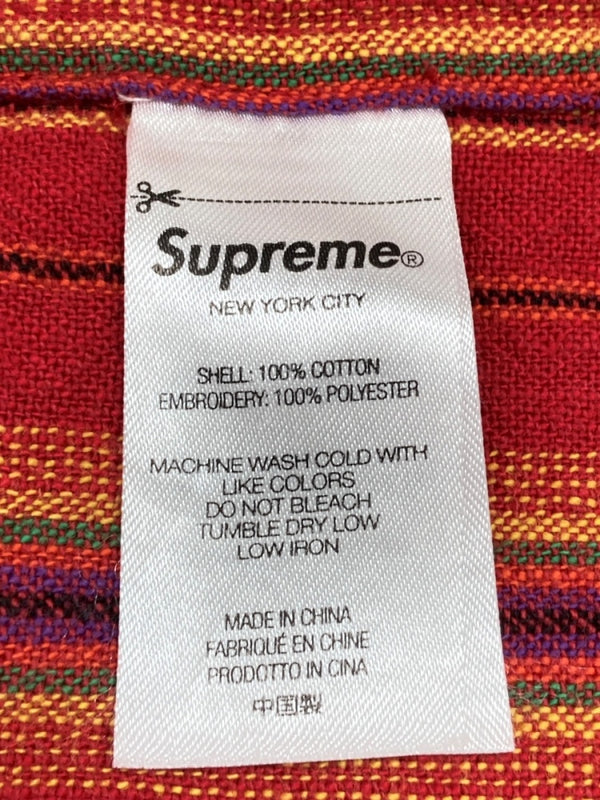 Supreme®
NEW YORK CITY
SHELL: 100% COTTON
EMBROIDERY: 100% POLYESTER
MACHINE WASH COLD WITH
LIKE COLORS
DO NOT BLEACH
TUMBLE DRY LOW
LOW IRON
MADE IN CHINA
FABRIQUÉ EN CHINE
PRODOTTO IN CINA
中国製